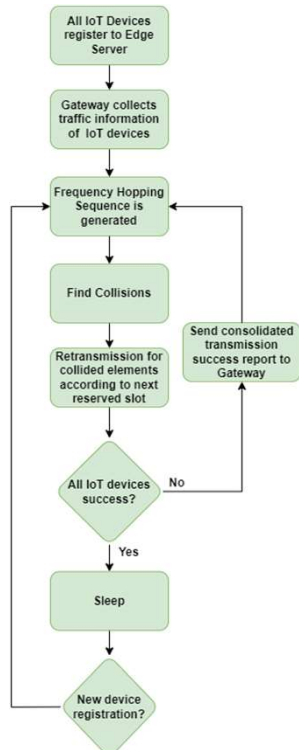 All IoT Devices
register to Edge
Server
Gateway collects
traffic information
of IoT devices
Frequency Hopping
Sequence is
generated
Find Collisions
Retransmission for
collided elements
according to next
reserved slot
Send consolidated
transmission
success report to
Gateway
All IoT devices
success?
No
Yes
Sleep
New device
registration?